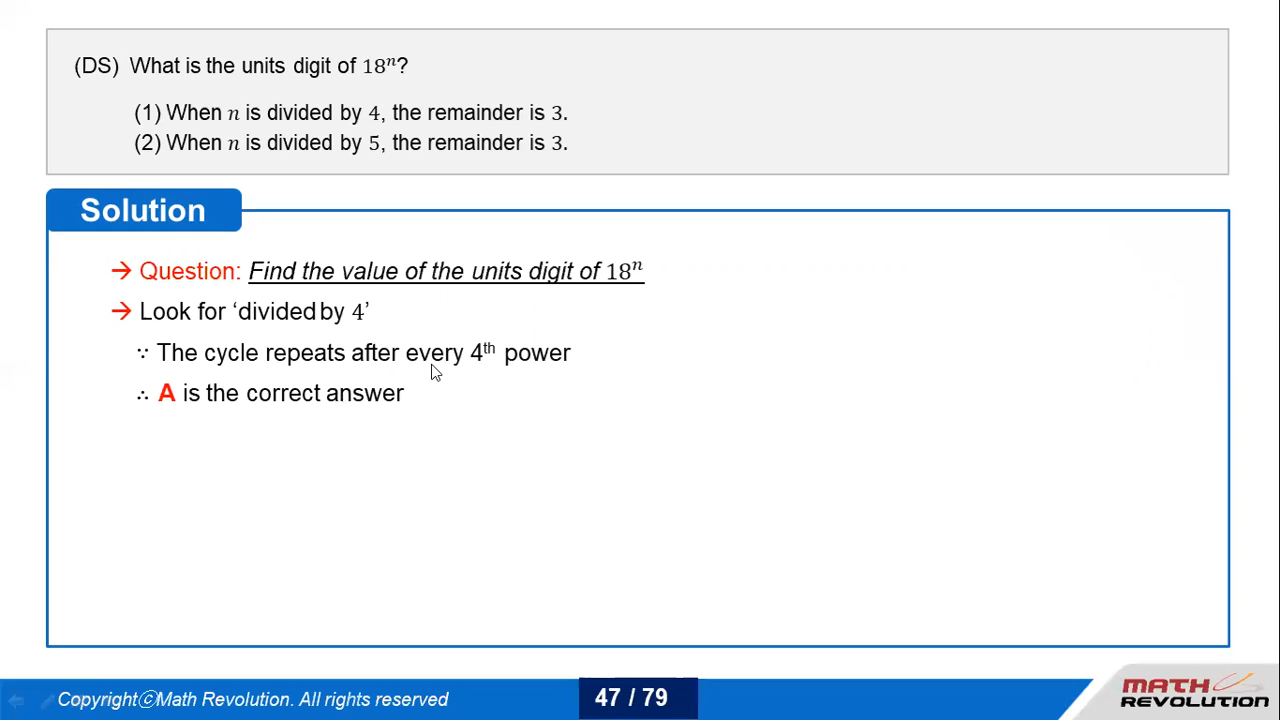 (DS) What is the units digit of 18ⁿ?
(1) When n is divided by 4, the remainder is 3.
(2) When n is divided by 5, the remainder is 3.
Solution
→ Question: Find the value of the units digit of 18ⁿ
→ Look for ‘divided by 4’
∵ The cycle repeats after every 4th power
∴ A is the correct answer
CopyrightⓒMath Revolution. All rights reserved
47 / 79
MATH
REVOLUTION